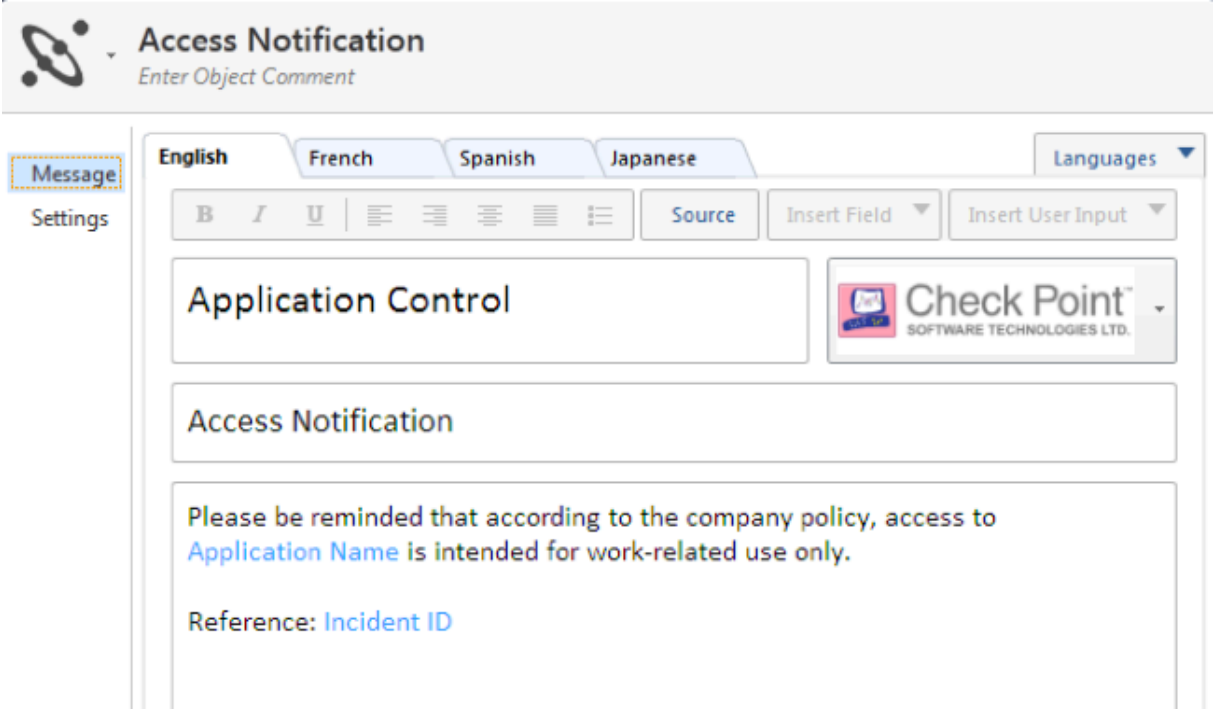 Access Notification
Enter Object Comment
Message
Settings
English French Spanish Japanese Languages
B I U Source Insert Field Insert User Input
Application Control
Check Point™
SOFTWARE TECHNOLOGIES LTD.
Access Notification
Please be reminded that according to the company policy, access to
Application Name is intended for work-related use only.
Reference: Incident ID